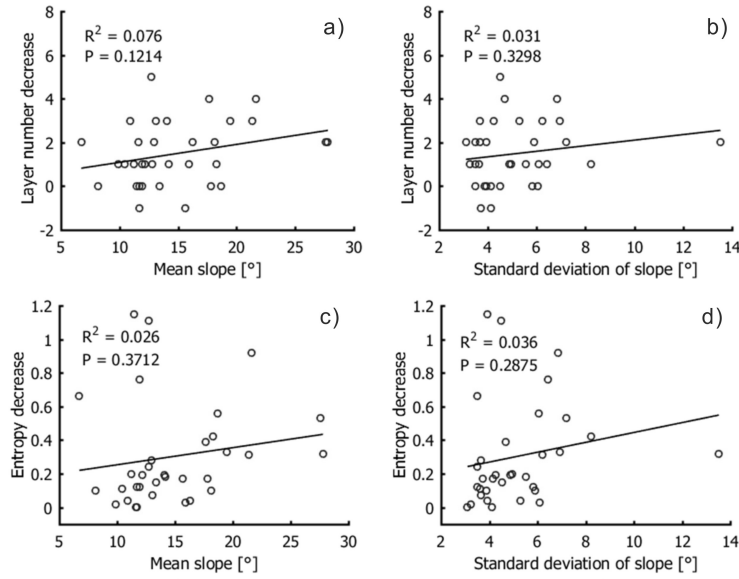 a)
R² = 0.076
P = 0.1214
Layer number decrease
8
6
4
2
0
-2
5 10 15 20 25 30
Mean slope [°]
b)
R² = 0.031
P = 0.3298
Layer number decrease
8
6
4
2
0
-2
4 6 8 10 12 14
Standard deviation of slope [°]
c)
R² = 0.026
P = 0.3712
Entropy decrease
1.2
1
0.8
0.6
0.4
0.2
0
5 10 15 20 25 30
Mean slope [°]
d)
R² = 0.036
P = 0.2875
Entropy decrease
1.2
1
0.8
0.6
0.4
0.2
0
4 6 8 10 12 14
Standard deviation of slope [°]